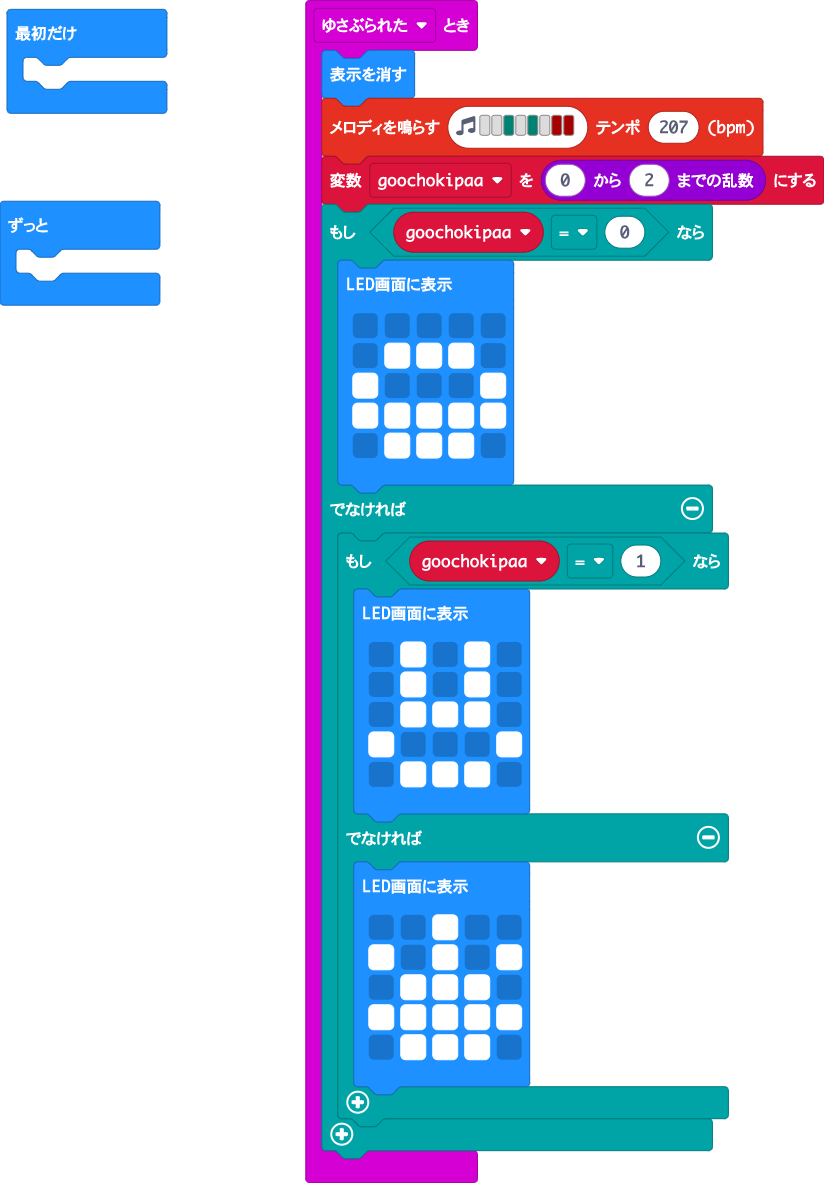 最初だけ
ずっと
ゆさぶられた とき
表示を消す
メロディを鳴らす テンポ 207 (bpm)
変数 goochokipaa を 0 から 2 までの乱数 にする
もし goochokipaa = 0 なら
LED画面に表示
でなければ
もし goochokipaa = 1 なら
LED画面に表示
でなければ
LED画面に表示